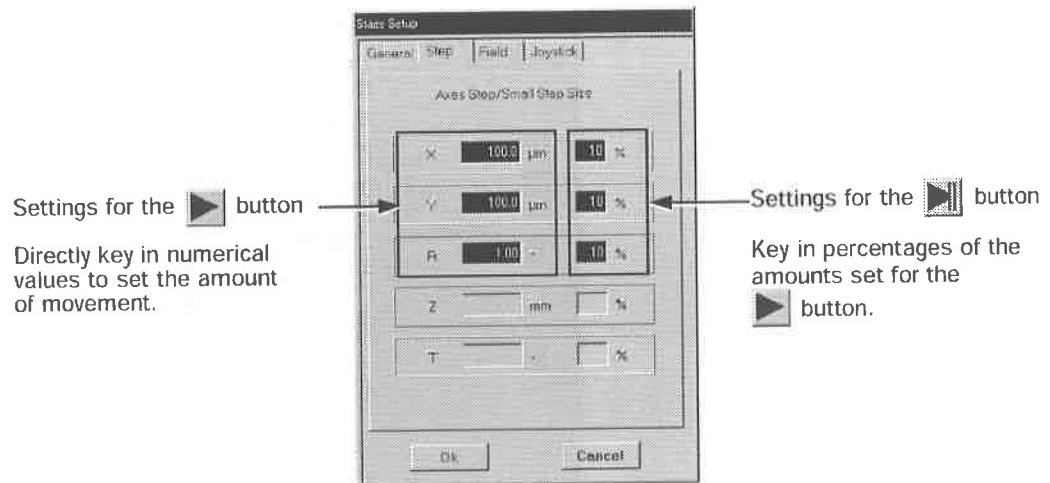 Stage Setup
General Step Field Joystick
Axes Step/Small Step Size
X 100.0 µm 10 %
Y 100.0 µm 10 %
R 1.00 ° 10 %
Z mm %
T ° %
Ok Cancel
Settings for the button
Directly key in numerical
values to set the amount
of movement.
Settings for the button
Key in percentages of the
amounts set for the
button.